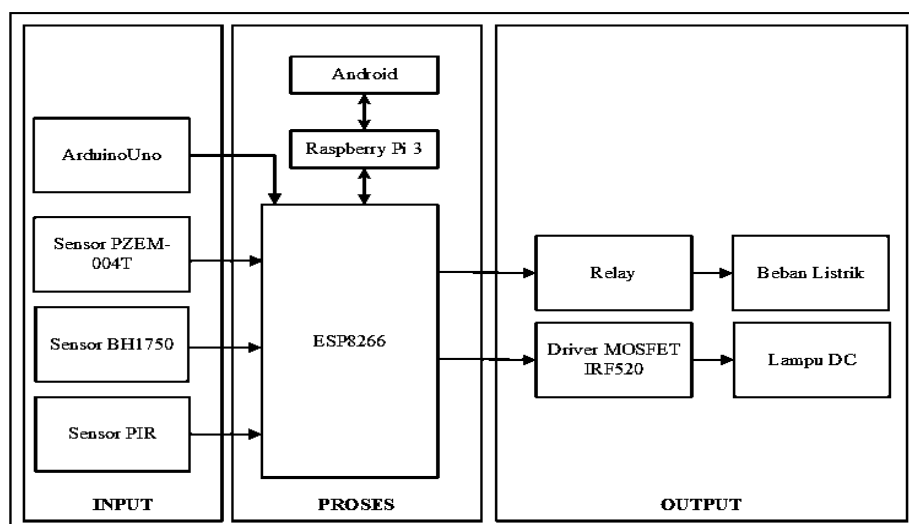 Android
Raspberry Pi 3
ArduinoUno
Sensor PZEM-
004T
Sensor BH1750
Sensor PIR
ESP8266
Relay
Beban Listrik
Driver MOSFET
IRF520
Lampu DC
INPUT
PROSES
OUTPUT